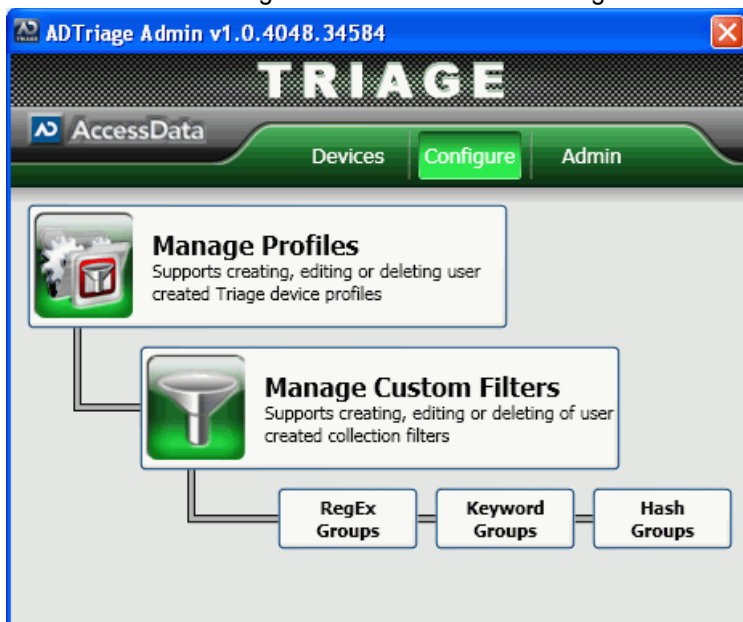 ADTriage Admin v1.0.4048.34584
TRIAGE
AccessData
Devices Configure Admin
Manage Profiles
Supports creating, editing or deleting user
created Triage device profiles
Manage Custom Filters
Supports creating, editing or deleting of user
created collection filters
RegEx
Groups
Keyword
Groups
Hash
Groups